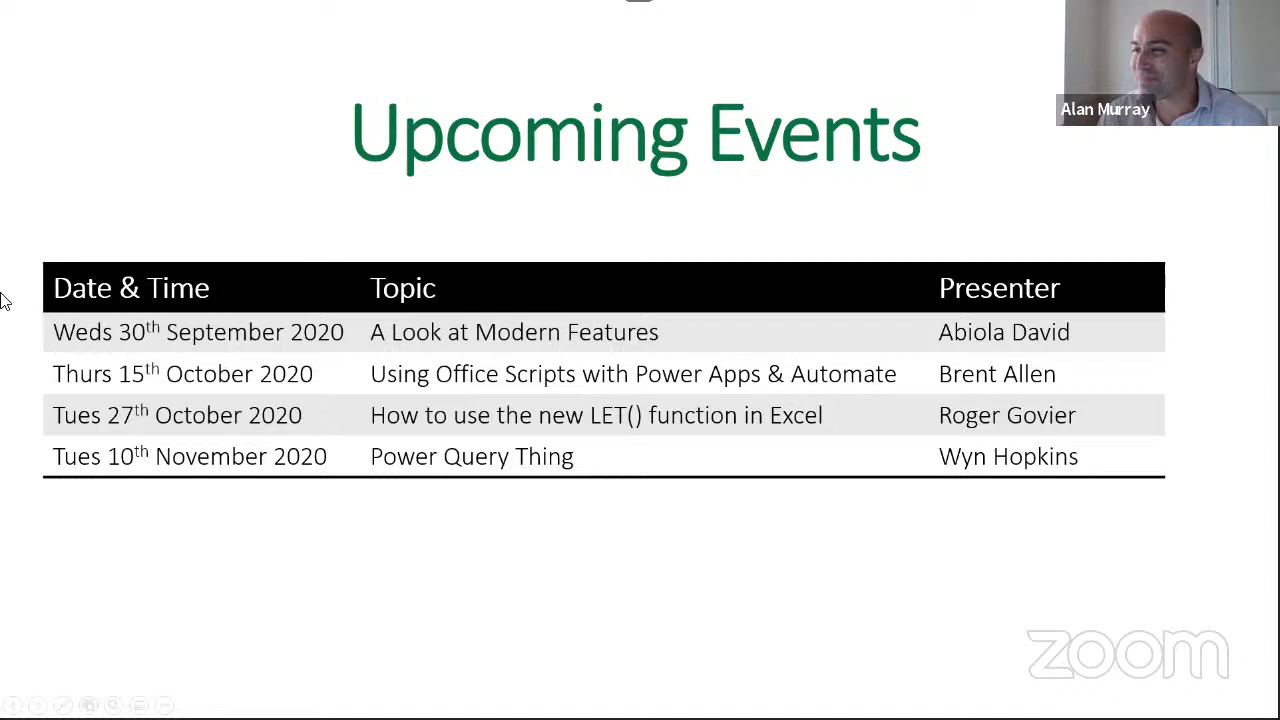 Alan Murray
Upcoming Events
Date & Time Topic Presenter
Weds 30th September 2020 A Look at Modern Features Abiola David
Thurs 15th October 2020 Using Office Scripts with Power Apps & Automate Brent Allen
Tues 27th October 2020 How to use the new LET() function in Excel Roger Govier
Tues 10th November 2020 Power Query Thing Wyn Hopkins
zoom